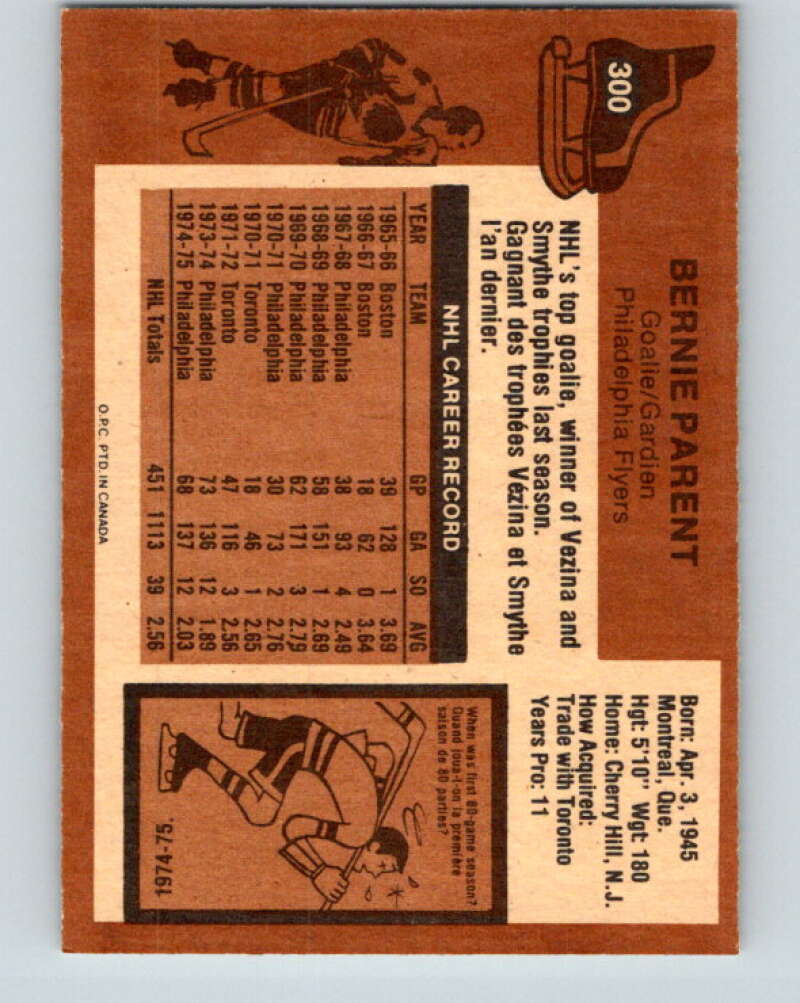 300
BERNIE PARENT
Goalie/Gardien
Philadelphia Flyers
Born: Apr. 3, 1945
Montreal, Que.
Hgt: 5'10" Wgt: 180
Home: Cherry Hill, N.J.
How Acquired:
Trade with Toronto
Years Pro: 11
NHL's top goalie, winner of Vezina and
Smythe trophies last season.
Gagnant des trophées Vézina et Smythe
l'an dernier.
NHL CAREER RECORD
YEAR TEAM GP GA SO AVG
1965-66 Boston 39 128 1 3.69
1966-67 Boston 18 62 0 3.64
1967-68 Philadelphia 38 93 4 2.49
1968-69 Philadelphia 58 151 1 2.69
1969-70 Philadelphia 62 171 3 2.79
1970-71 Philadelphia 30 73 2 2.76
1970-71 Toronto 18 46 1 2.65
1971-72 Toronto 47 116 3 2.56
1973-74 Philadelphia 73 136 12 1.89
1974-75 Philadelphia 68 137 12 2.03
NHL Totals 451 1113 39 2.56
When was first 80-game season?
Quand joua-t-on la première
saison de 80 parties?
1974-75.
O.P.C. PTD. IN CANADA